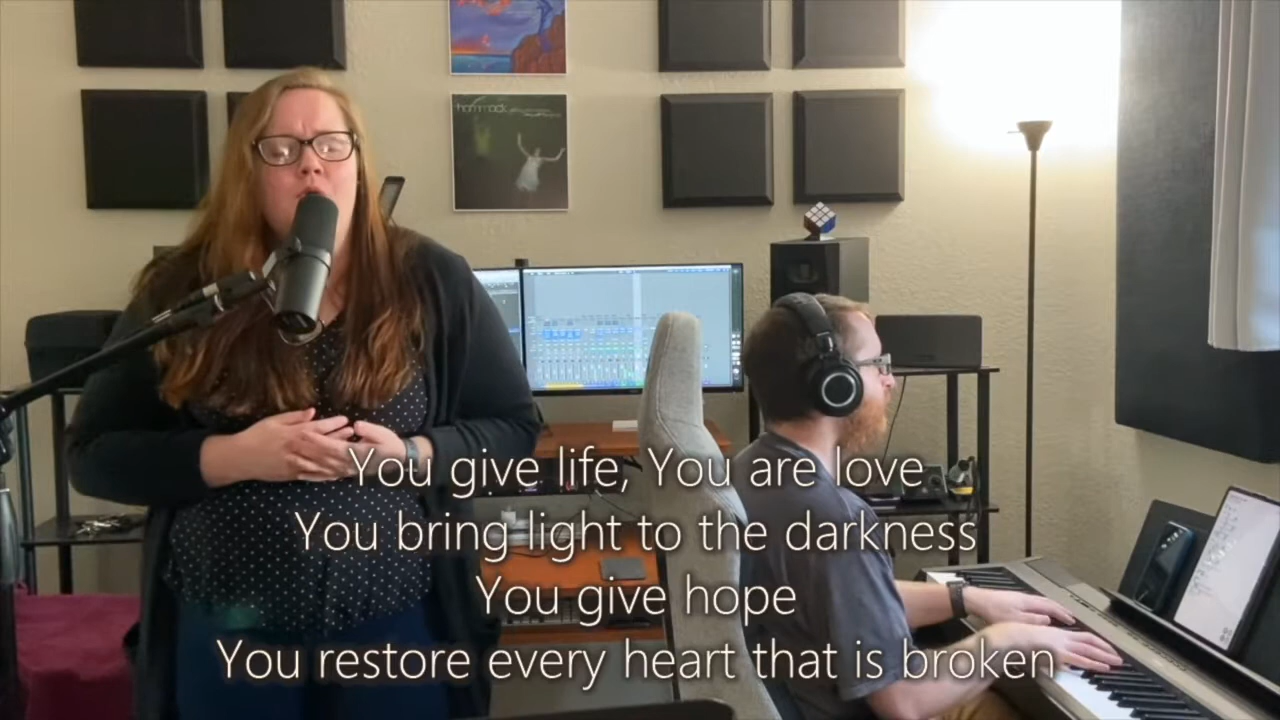 hammock
You give life, You are love
You bring light to the darkness
You give hope
You restore every heart that is broken